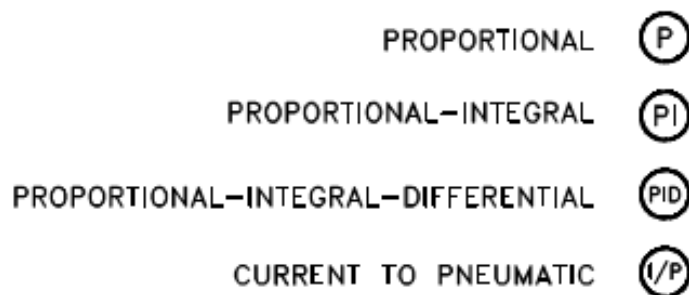 PROPORTIONAL P
PROPORTIONAL-INTEGRAL PI
PROPORTIONAL-INTEGRAL-DIFFERENTIAL PID
CURRENT TO PNEUMATIC I/P